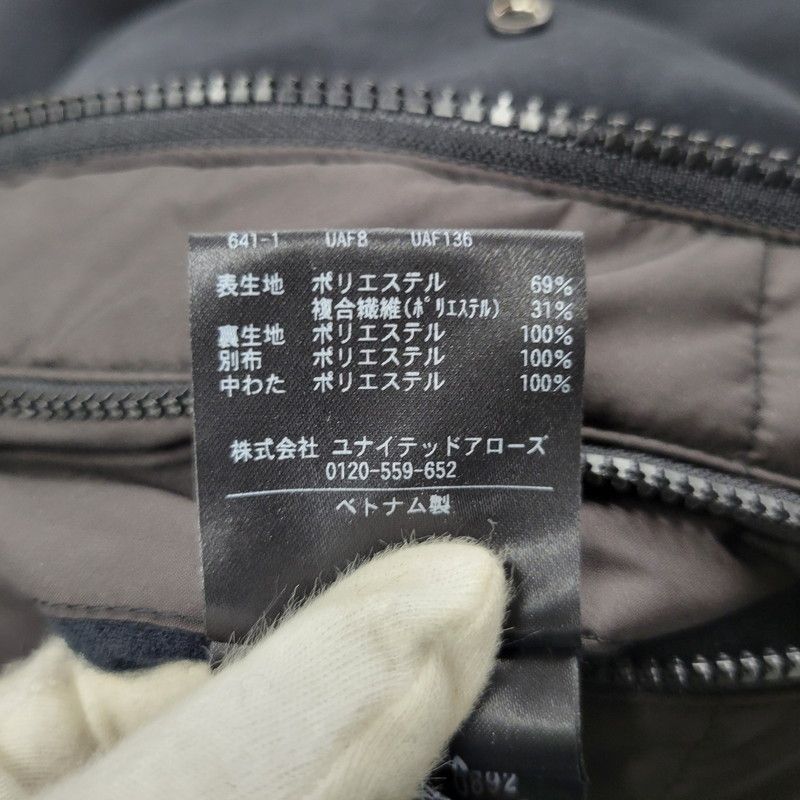 641-1 UAF8 UAF136
表生地 ポリエステル 69%
複合繊維(ポリエステル) 31%
裏生地 ポリエステル 100%
別布 ポリエステル 100%
中わた ポリエステル 100%
株式会社 ユナイテッドアローズ
0120-559-652
ベトナム製